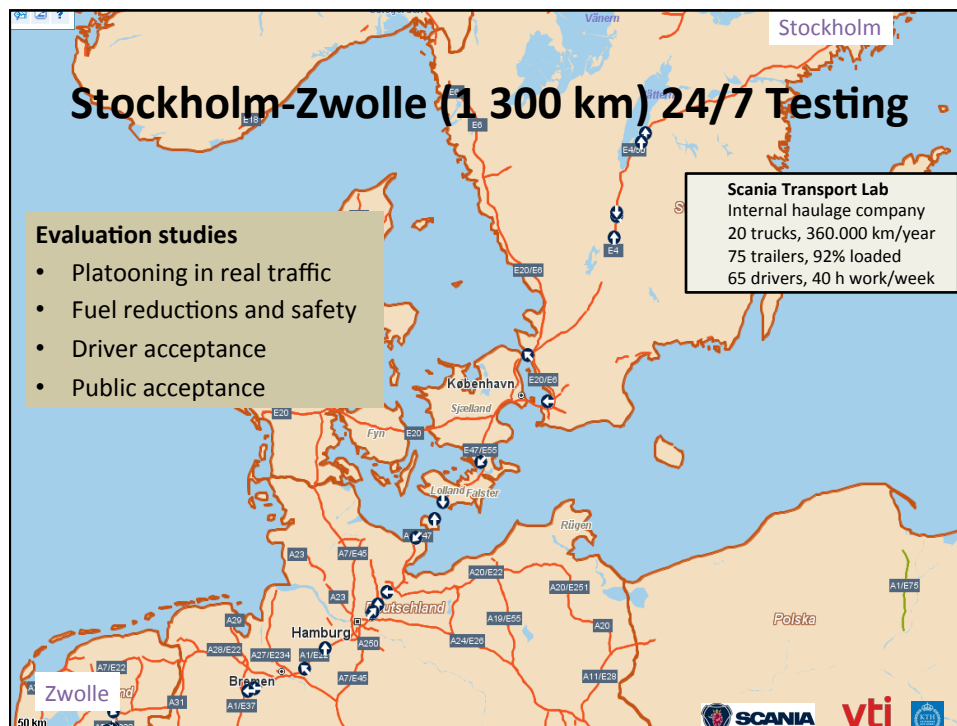 ?
Stockholm
Vänern
Stockholm-Zwolle (1 300 km) 24/7 Testing
E6
E18
E6
Scania Transport Lab
Internal haulage company
20 trucks, 360.000 km/year
75 trailers, 92% loaded
65 drivers, 40 h work/week
Evaluation studies
• Platooning in real traffic
• Fuel reductions and safety
• Driver acceptance
• Public acceptance
E4
E20/E6
København
E20/E6
Sjælland
E20
Fyn
E20
E47/E55
Lolland
Falster
Rügen
A23
A7/E45
A20/E22
A20/E251
A1/E75
A23
Deutschland
A19/E55
A20
Polska
A29
Hamburg
A250
A24/E26
A28/E22
A27/E234
A7/E22
Bremen
A7/E45
A11/E28
Zwolle
A31
A1/E37
50 km
SCANIA
vti
KTH